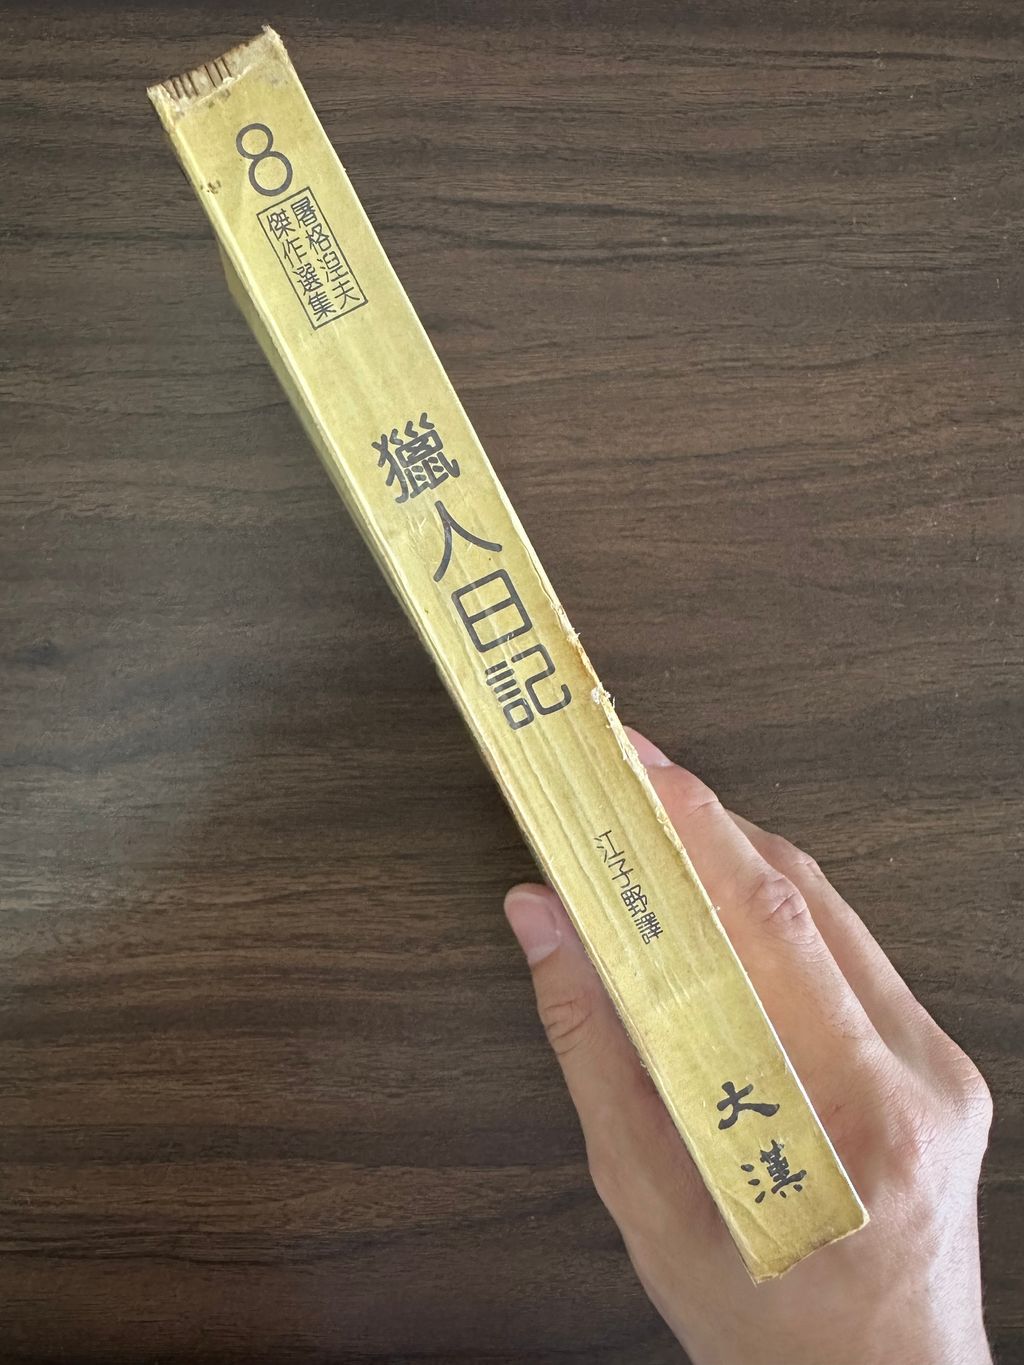 8
屠格涅夫
傑作選集
獵人日記
江子野譯
大漢